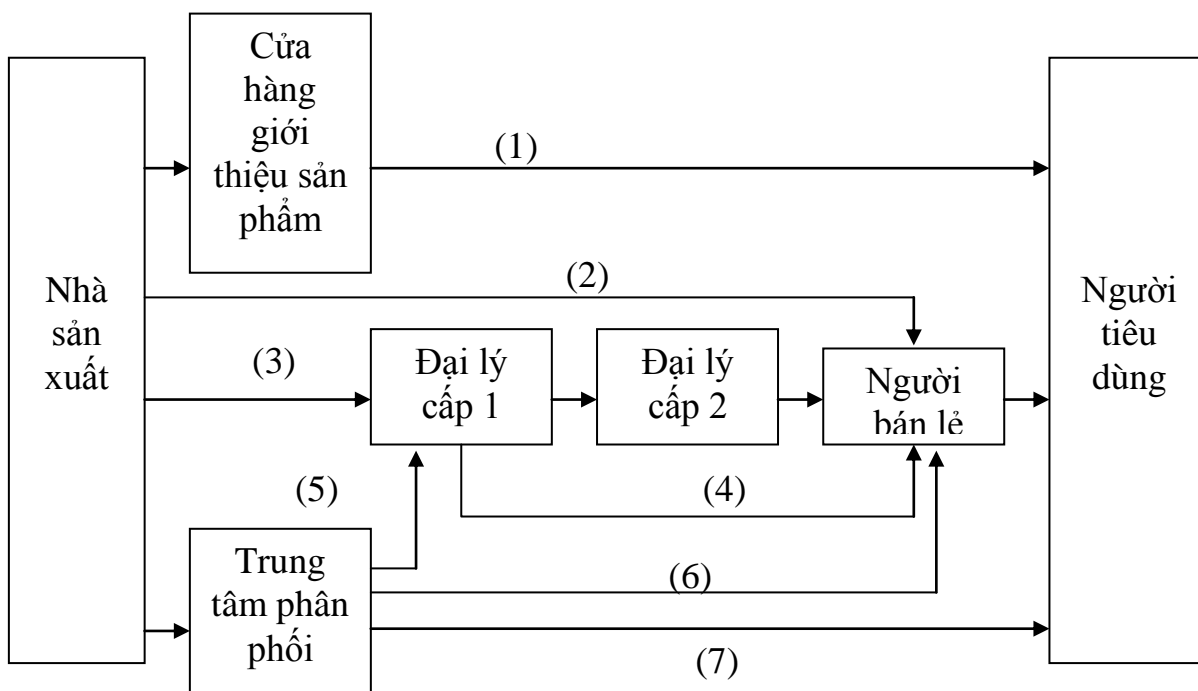 Cửa
hàng
giới
thiệu sản
phẩm
(1)
Nhà
sản
xuất
(2)
Người
tiêu
dùng
(3)
Đại lý
cấp 1
Đại lý
cấp 2
Người
bán lẻ
(5)
(4)
Trung
tâm phân
phối
(6)
(7)